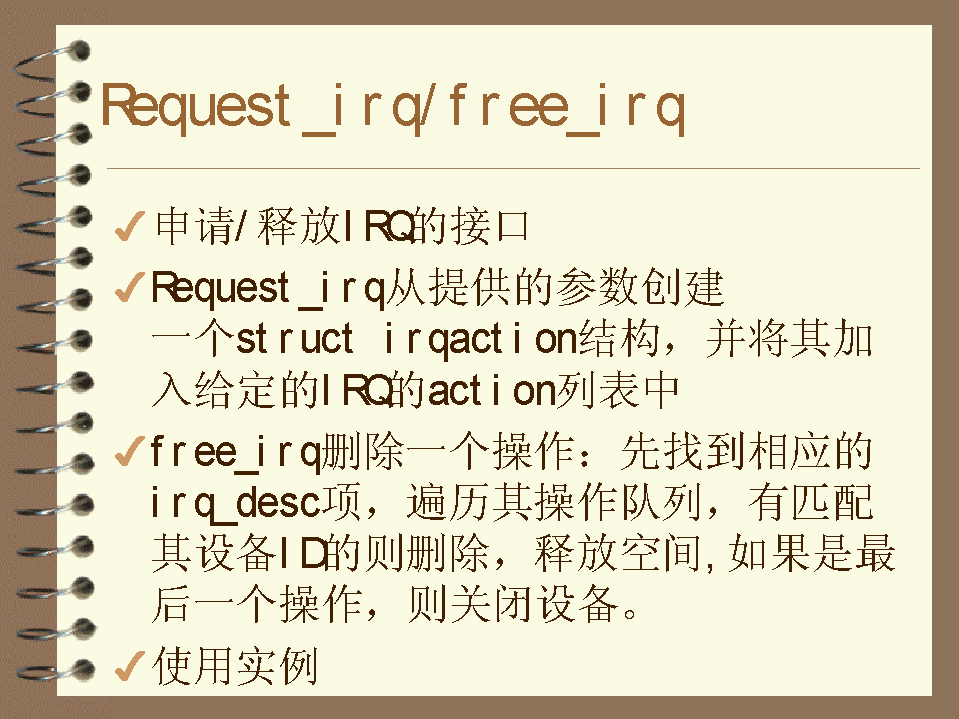 Request_irq/free_irq
申请/释放IRQ的接口
Request_irq从提供的参数创建
一个struct irqaction结构，并将其加
入给定的IRQ的action列表中
free_irq删除一个操作：先找到相应的
irq_desc项，遍历其操作队列，有匹配
其设备ID的则删除，释放空间,如果是最
后一个操作，则关闭设备。
使用实例